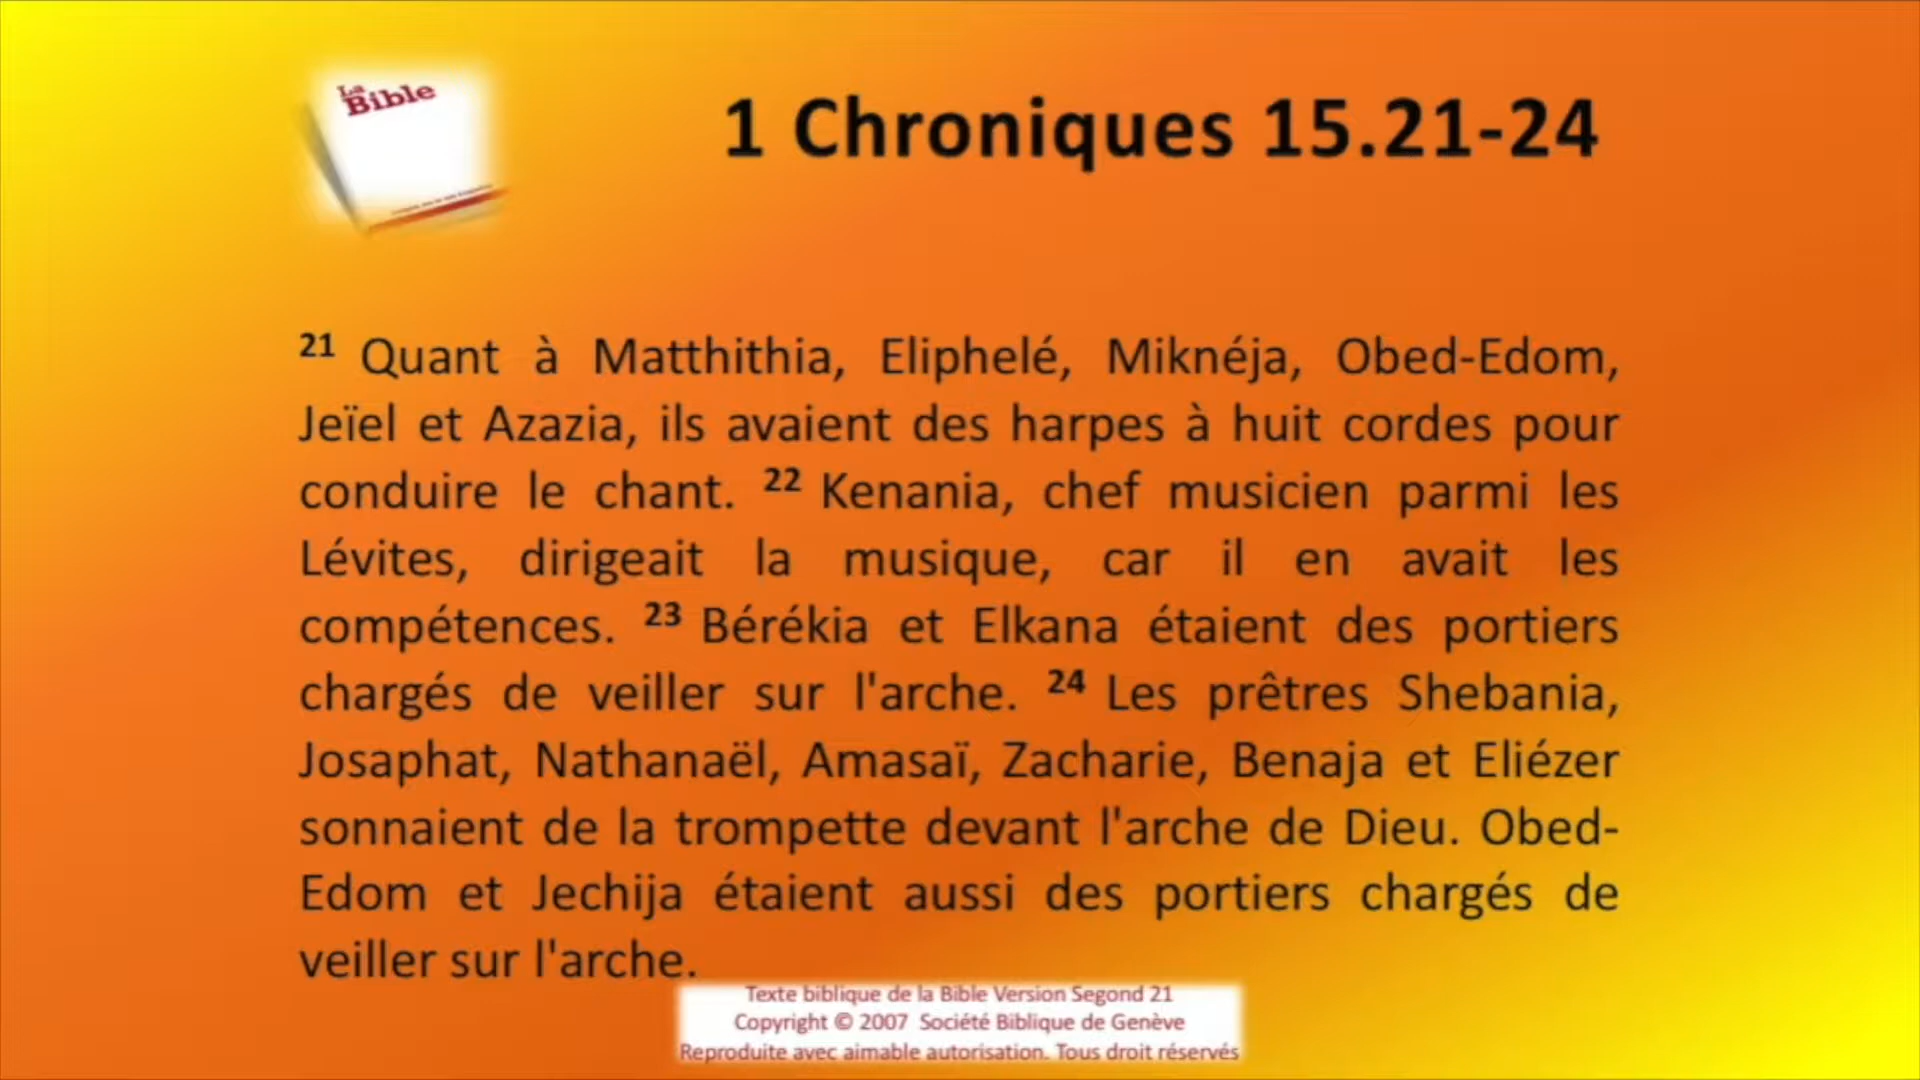 La
Bible
1 Chroniques 15.21-24
21 Quant à Matthithia, Eliphelé, Miknéja, Obed-Edom,
Jeïel et Azazia, ils avaient des harpes à huit cordes pour
conduire le chant. 22 Kenania, chef musicien parmi les
Lévites, dirigeait la musique, car il en avait les
compétences. 23 Bérékia et Elkana étaient des portiers
chargés de veiller sur l'arche. 24 Les prêtres Shebania,
Josaphat, Nathanaël, Amasaï, Zacharie, Benaja et Eliézer
sonnaient de la trompette devant l'arche de Dieu. Obed-
Edom et Jechija étaient aussi des portiers chargés de
veiller sur l'arche.
Texte biblique de la Bible Version Segond 21
Copyright © 2007 Société Biblique de Genève
Reproduite avec aimable autorisation. Tous droit réservés